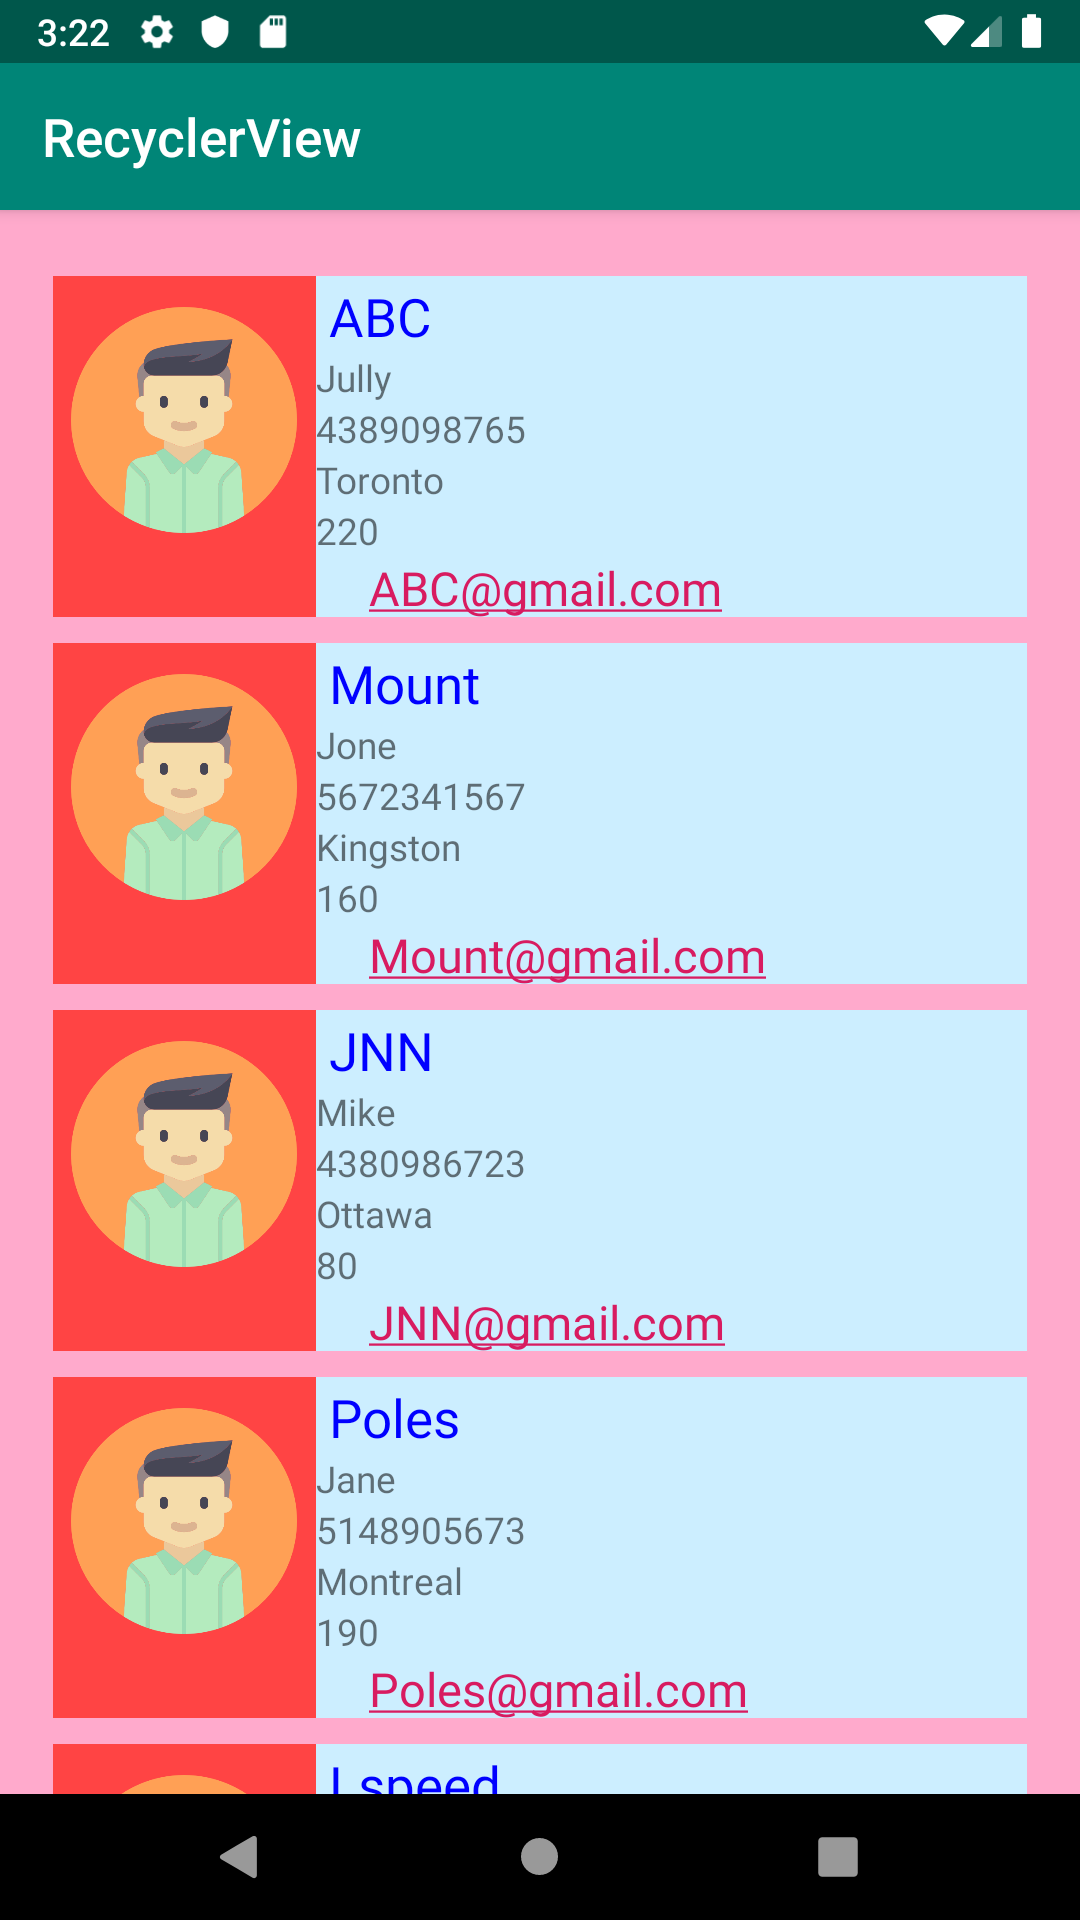 3:22
RecyclerView
ABC
Jully
4389098765
Toronto
220
ABC@gmail.com
Mount
Jone
5672341567
Kingston
160
Mount@gmail.com
JNN
Mike
4380986723
Ottawa
80
JNN@gmail.com
Poles
Jane
5148905673
Montreal
190
Poles@gmail.com